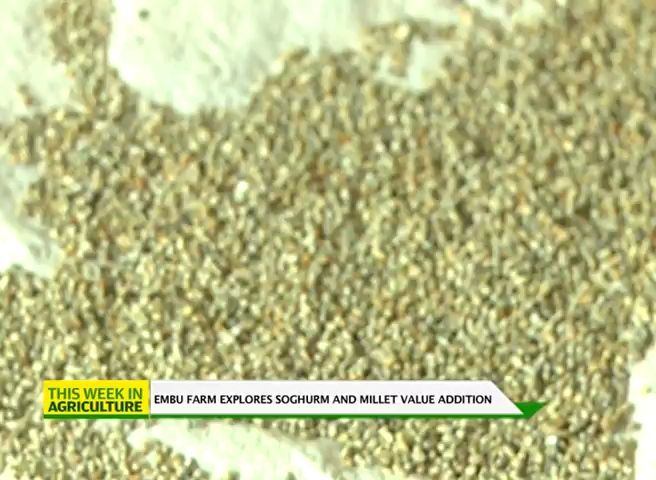 THIS WEEK IN
AGRICULTURE
EMBU FARM EXPLORES SOGHURM AND MILLET VALUE ADDITION